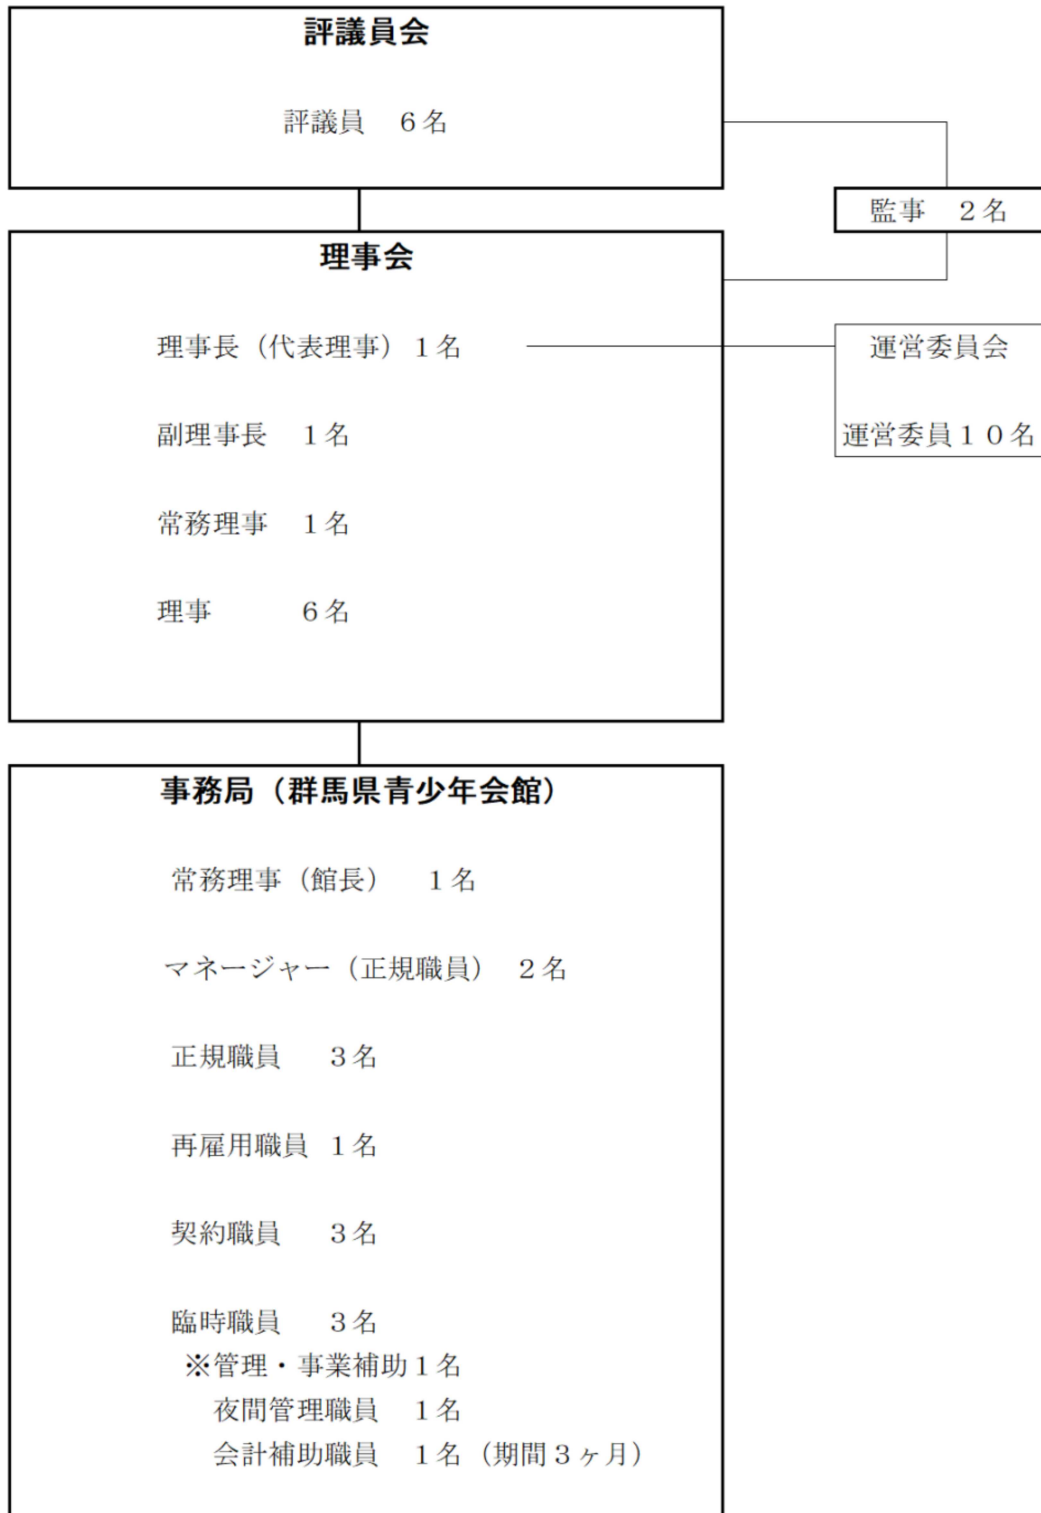 評議員会
評議員　６名
監事　２名
理事会
理事長（代表理事）１名
副理事長　１名
常務理事　１名
理事　　　６名
運営委員会
運営委員１０名
事務局（群馬県青少年会館）
常務理事（館長）　１名
マネージャー（正規職員）　２名
正規職員　３名
再雇用職員　１名
契約職員　３名
臨時職員　３名
※管理・事業補助１名
夜間管理職員　１名
会計補助職員　１名（期間３ヶ月）